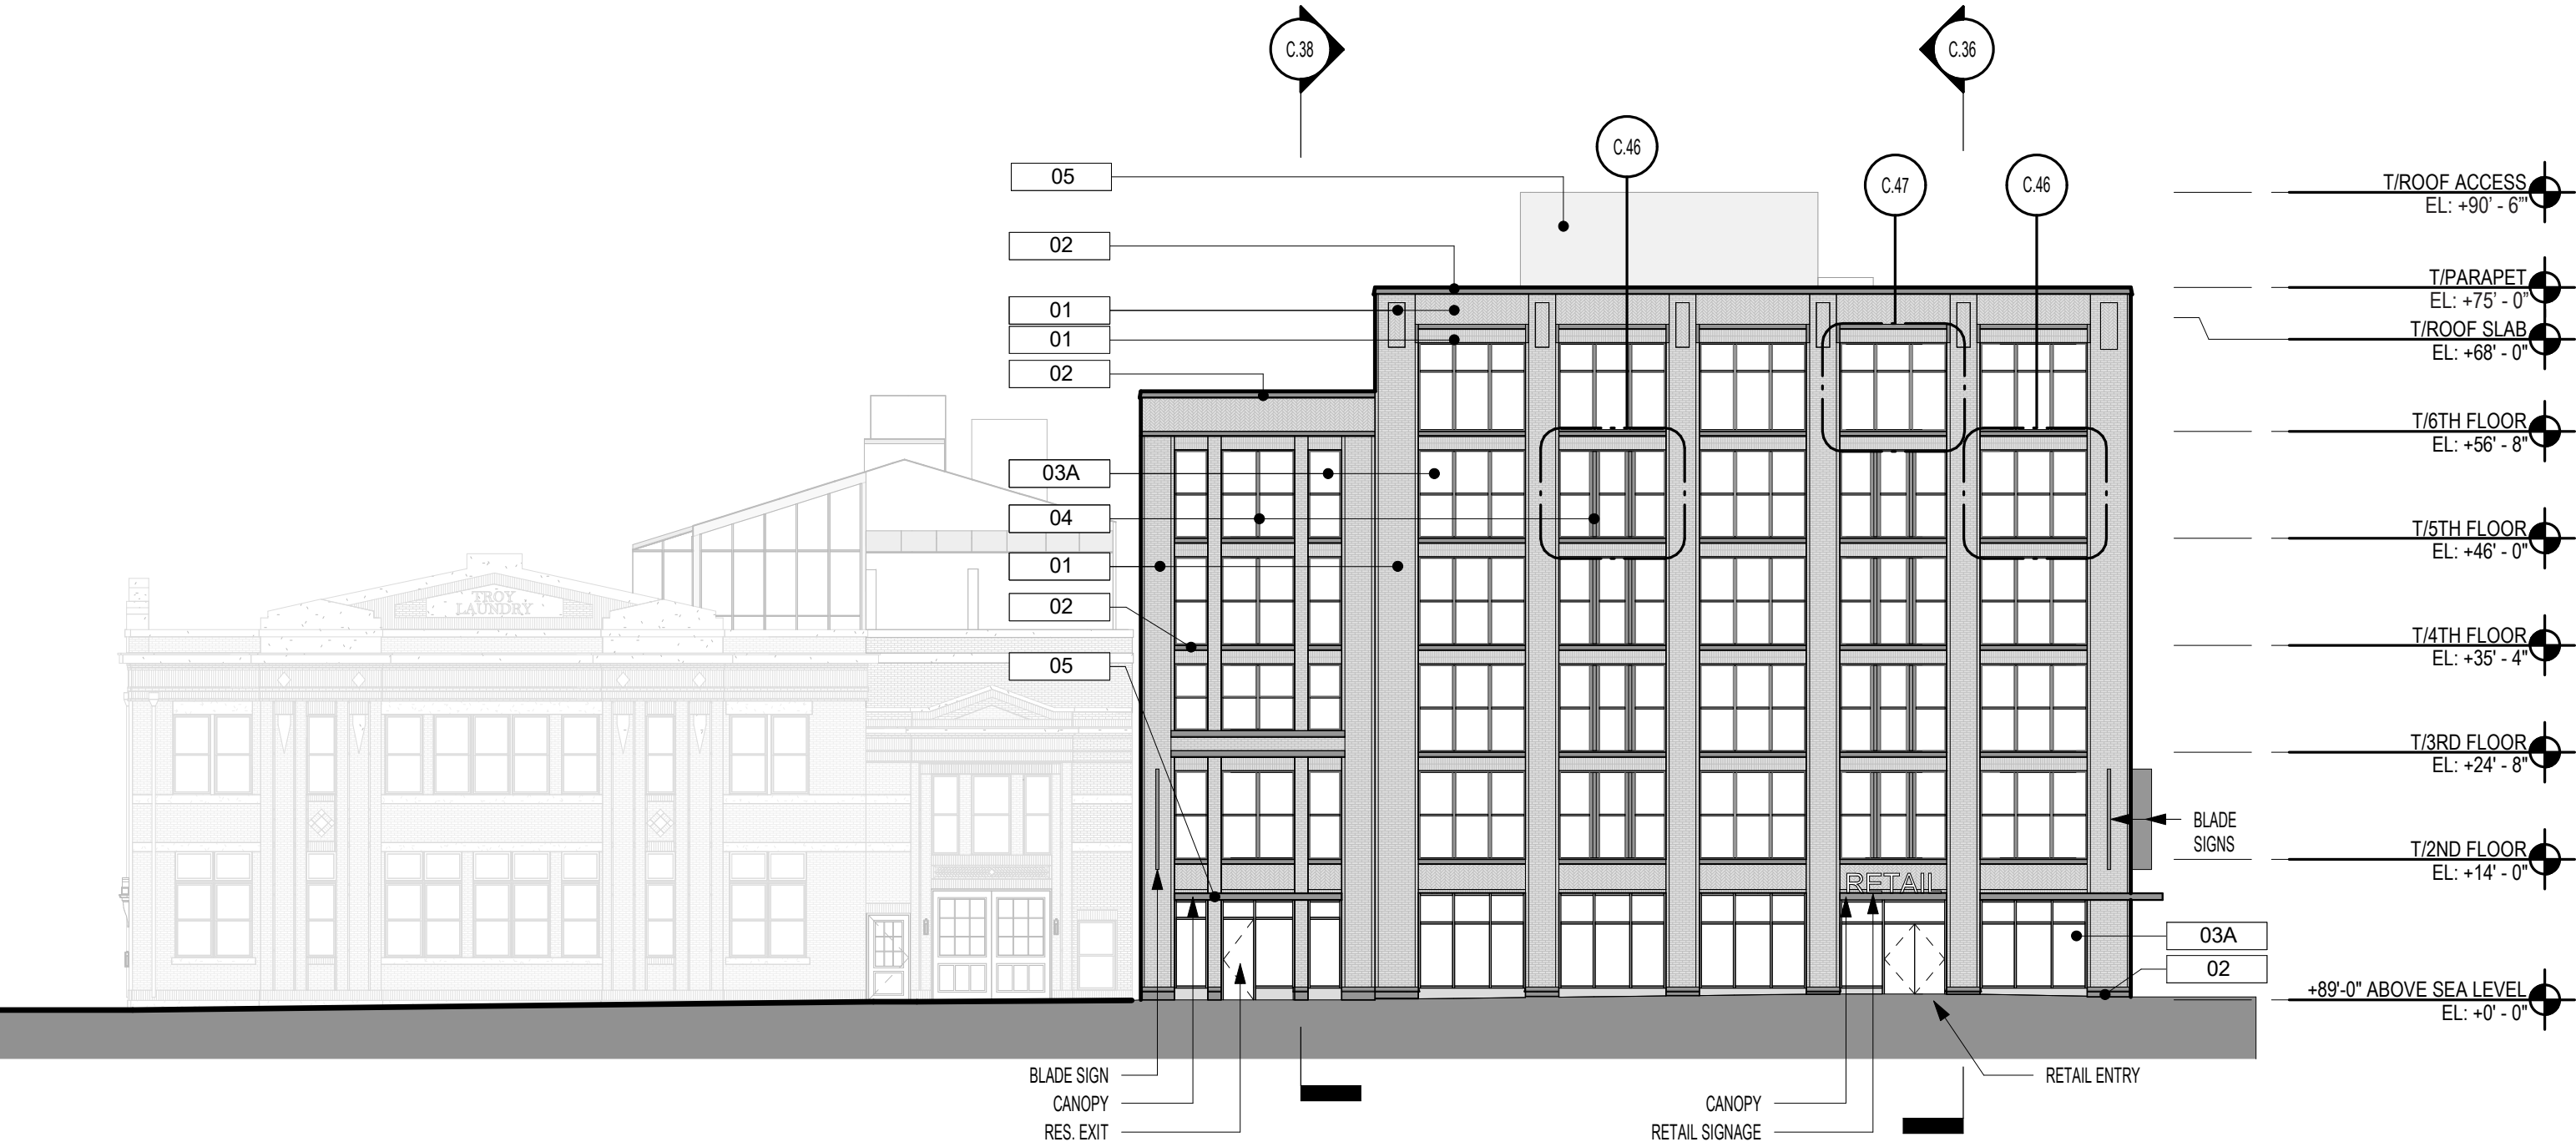 C.38
C.36
C.46
C.47
C.46
05
02
01
01
02
03A
04
01
02
05
T/ROOF ACCESS
EL: +90' - 6"'
T/PARAPET
EL: +75' - 0"
T/ROOF SLAB
EL: +68' - 0"
T/6TH FLOOR
EL: +56' - 8"
T/5TH FLOOR
EL: +46' - 0"
T/4TH FLOOR
EL: +35' - 4"
T/3RD FLOOR
EL: +24' - 8"
T/2ND FLOOR
EL: +14' - 0"
+89'-0" ABOVE SEA LEVEL
EL: +0' - 0"
TROY
LAUNDRY
BLADE
SIGNS
RETAIL
03A
02
BLADE SIGN
CANOPY
RES. EXIT
CANOPY
RETAIL SIGNAGE
RETAIL ENTRY